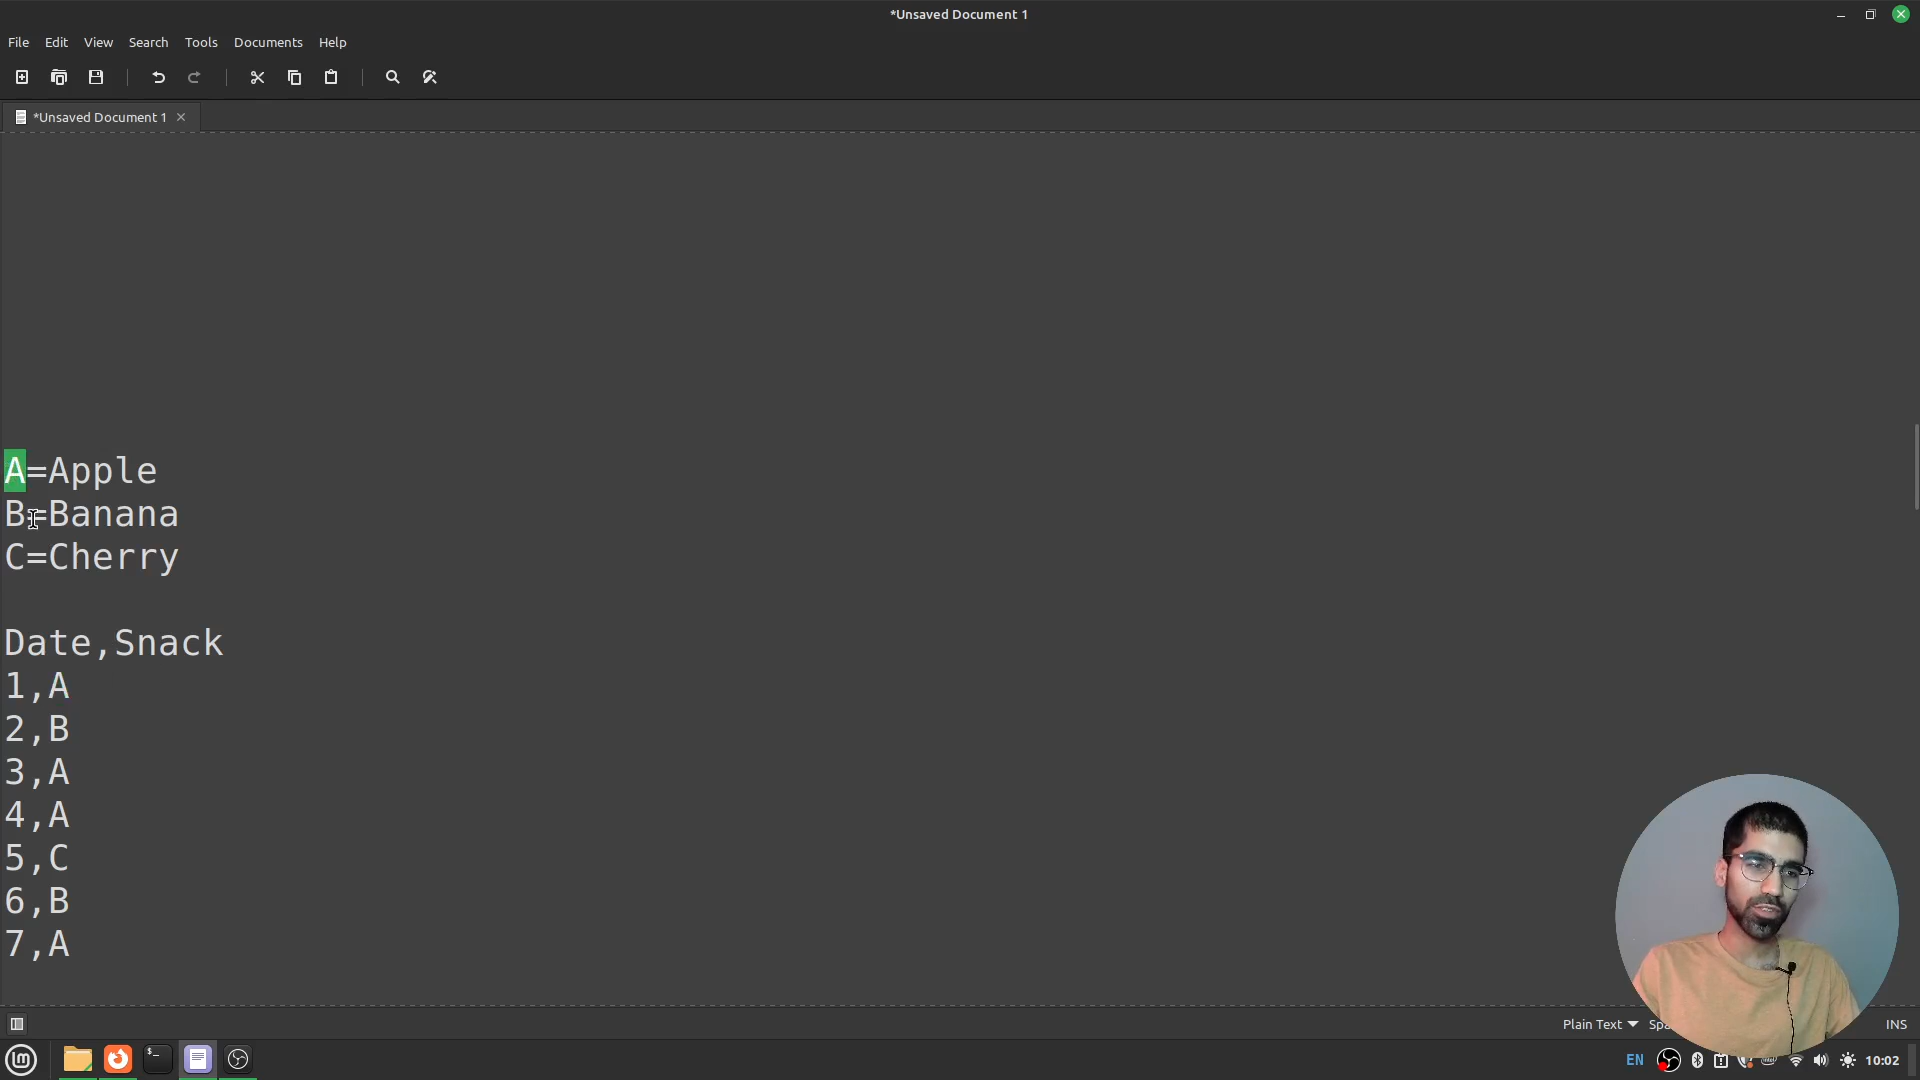 *Unsaved Document 1
File Edit View Search Tools Documents Help
*Unsaved Document 1
A=Apple
B=Banana
C=Cherry
Date,Snack
1,A
2,B
3,A
4,A
5,C
6,B
7,A
Plain Text INS
EN 10:02